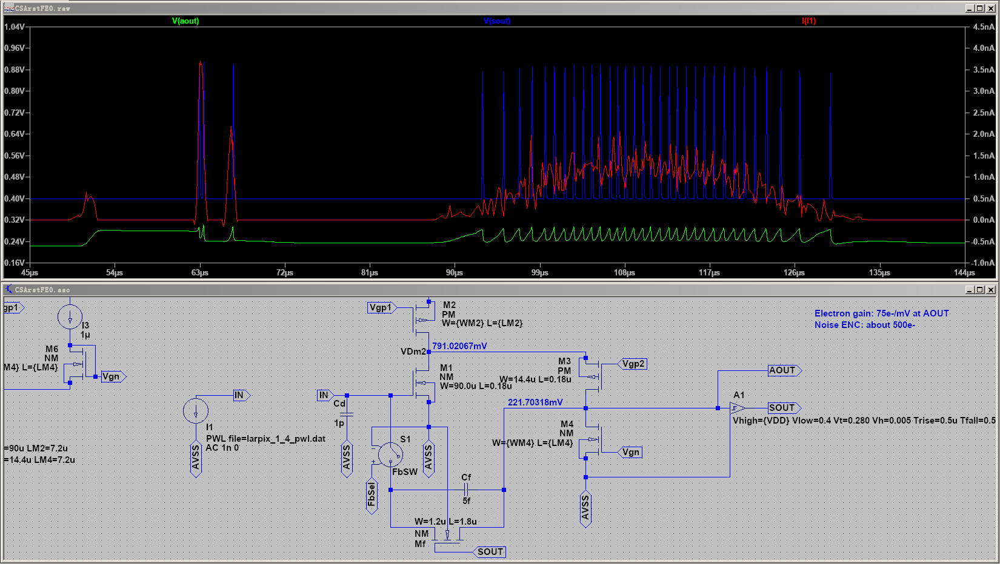 CSArstFE0.raw
V(aout) V(sout) I(I1)
1.04V 4.5nA
0.96V 4.0nA
0.88V 3.5nA
0.80V 3.0nA
0.72V 2.5nA
0.64V 2.0nA
0.56V 1.5nA
0.48V 1.0nA
0.40V 0.5nA
0.32V 0.0nA
0.24V -0.5nA
0.16V -1.0nA
45µs 54µs 63µs 72µs 81µs 90µs 99µs 108µs 117µs 126µs 135µs 144µs
CSArstFE0.asc
gp1
I3
1µ
M6
NM
M4} L={LM4}
Vgn
IN
I1
PWL file=larpix_1_4_pwl.dat
AC 1n 0
AVSS
=90u LM2=7.2u
=14.4u LM4=7.2u
Vgp1
M2
PM
W={WM2} L={LM2}
VDm2
791.02067mV
M1
NM
W=90.0u L=0.18u
IN
Cd
1p
AVSS
S1
- 
+
FbSW
FbSel
AVSS
Cf
5f
W=1.2u L=1.8u
NM
Mf
SOUT
M3
PM
W=14.4u L=0.18u
Vgp2
221.70318mV
M4
NM
W={WM4} L={LM4}
Vgn
AVSS
AOUT
A1
SOUT
Vhigh={VDD} Vlow=0.4 Vt=0.280 Vh=0.005 Trise=0.5u Tfall=0.5
Electron gain: 75e-/mV at AOUT
Noise ENC: about 500e-